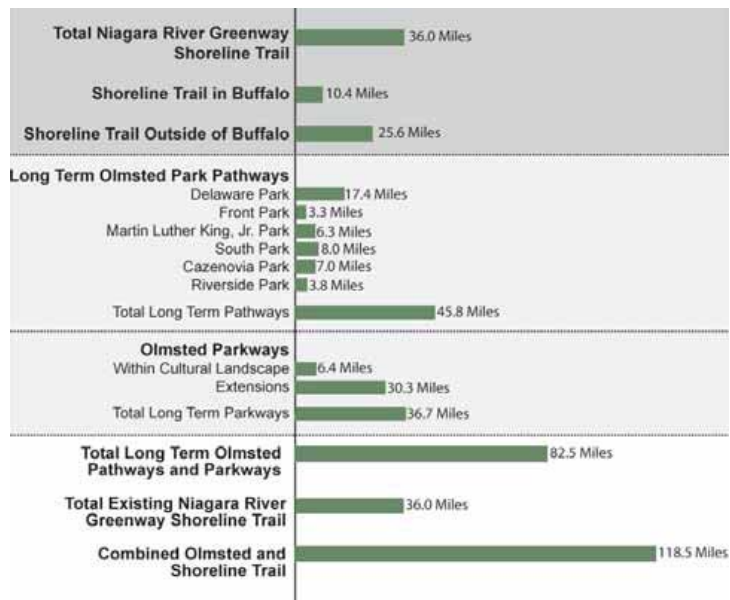 Total Niagara River Greenway
Shoreline Trail
36.0 Miles
Shoreline Trail in Buffalo
10.4 Miles
Shoreline Trail Outside of Buffalo
25.6 Miles
Long Term Olmsted Park Pathways
Delaware Park
17.4 Miles
Front Park
3.3 Miles
Martin Luther King, Jr. Park
6.3 Miles
South Park
8.0 Miles
Cazenovia Park
7.0 Miles
Riverside Park
3.8 Miles
Total Long Term Pathways
45.8 Miles
Olmsted Parkways
Within Cultural Landscape
6.4 Miles
Extensions
30.3 Miles
Total Long Term Parkways
36.7 Miles
Total Long Term Olmsted
Pathways and Parkways
82.5 Miles
Total Existing Niagara River
Greenway Shoreline Trail
36.0 Miles
Combined Olmsted and
Shoreline Trail
118.5 Miles